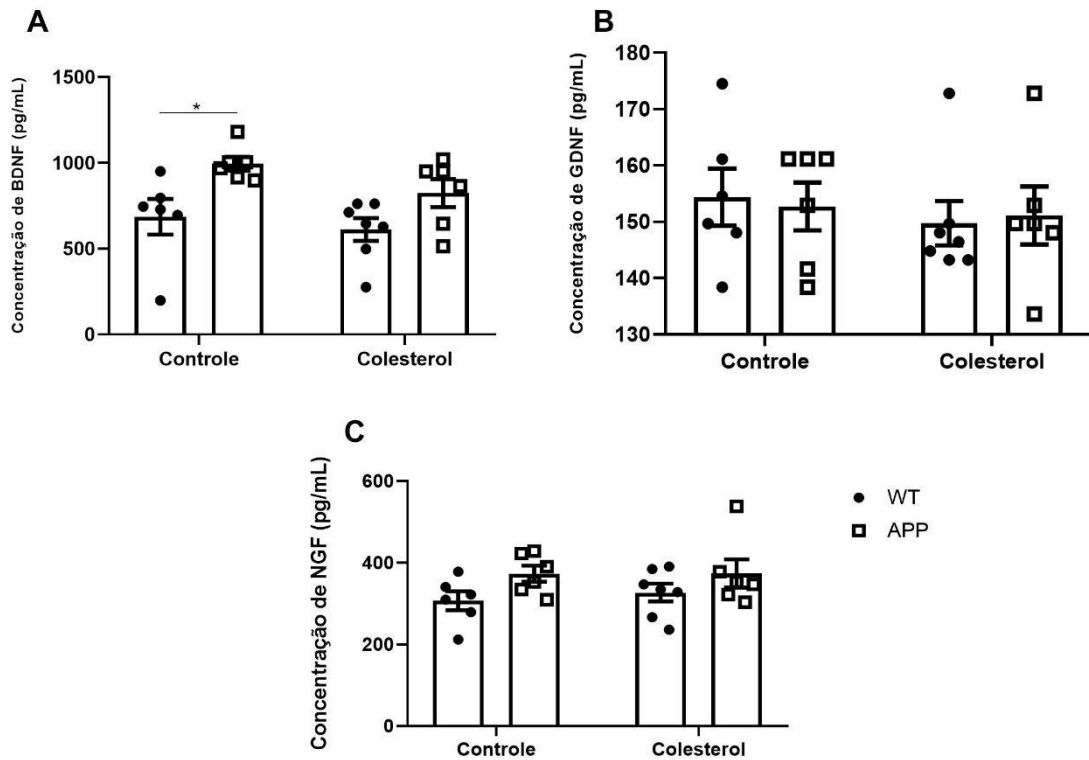 A
Concentração de BDNF (pg/mL)
1500
1000
500
0
*
Controle
Colesterol
B
Concentração de GDNF (pg/mL)
180
170
160
150
140
130
Controle
Colesterol
C
Concentração de NGF (pg/mL)
600
400
200
0
Controle
Colesterol
WT
APP